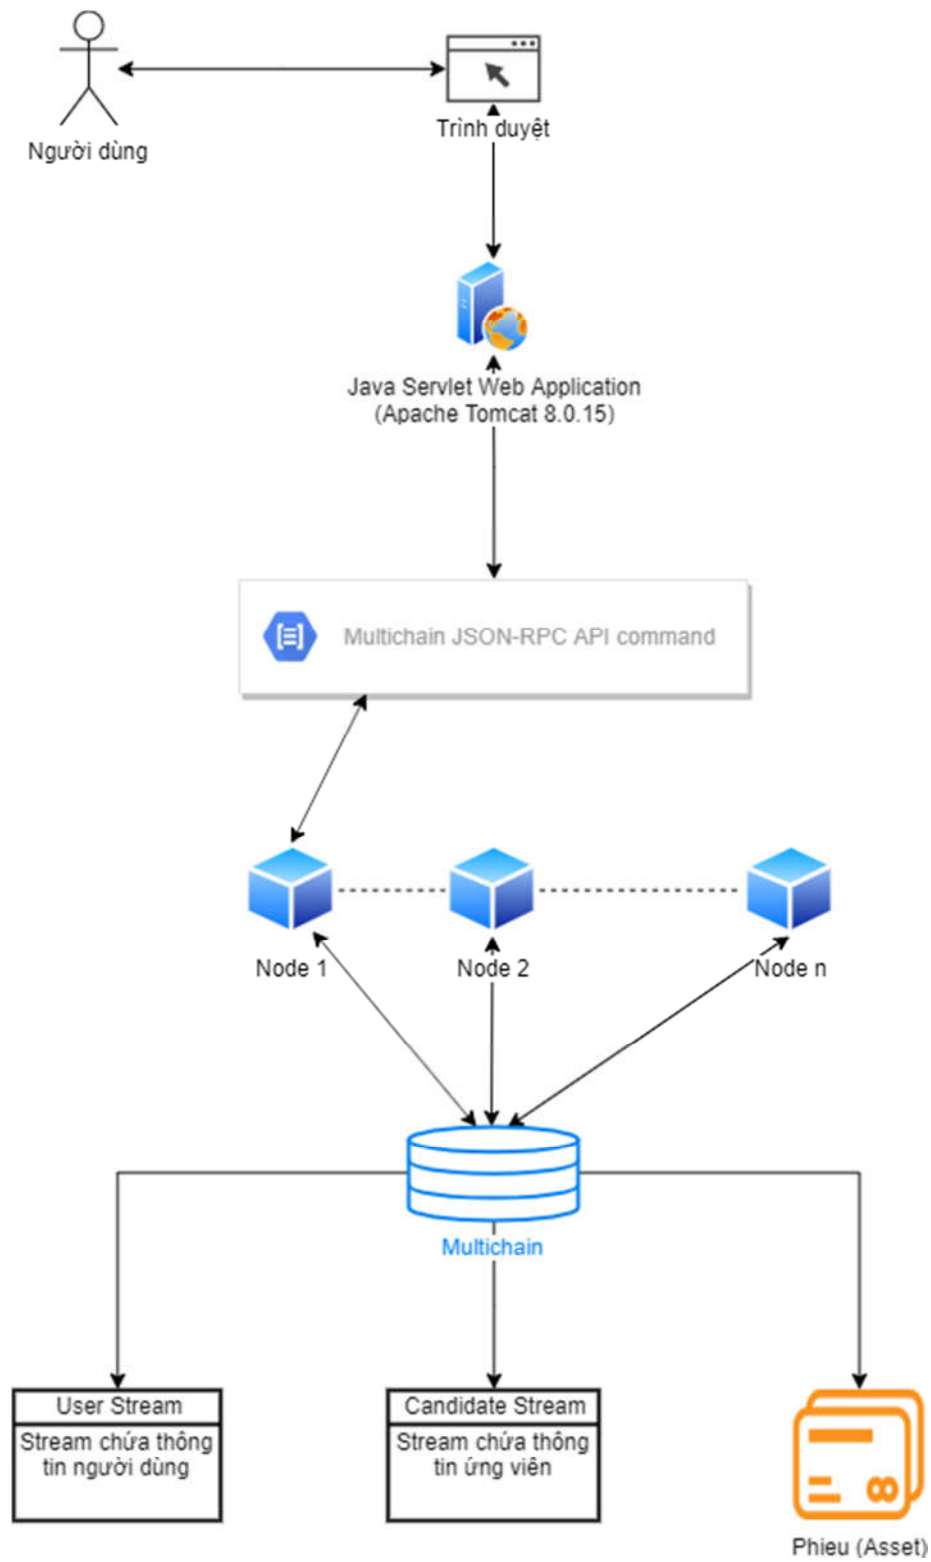 Người dùng
Trình duyệt
Java Servlet Web Application
(Apache Tomcat 8.0.15)
Multichain JSON-RPC API command
Node 1
Node 2
Node n
Multichain
User Stream
Stream chứa thông
tin người dùng
Candidate Stream
Stream chứa thông
tin ứng viên
Phieu (Asset)